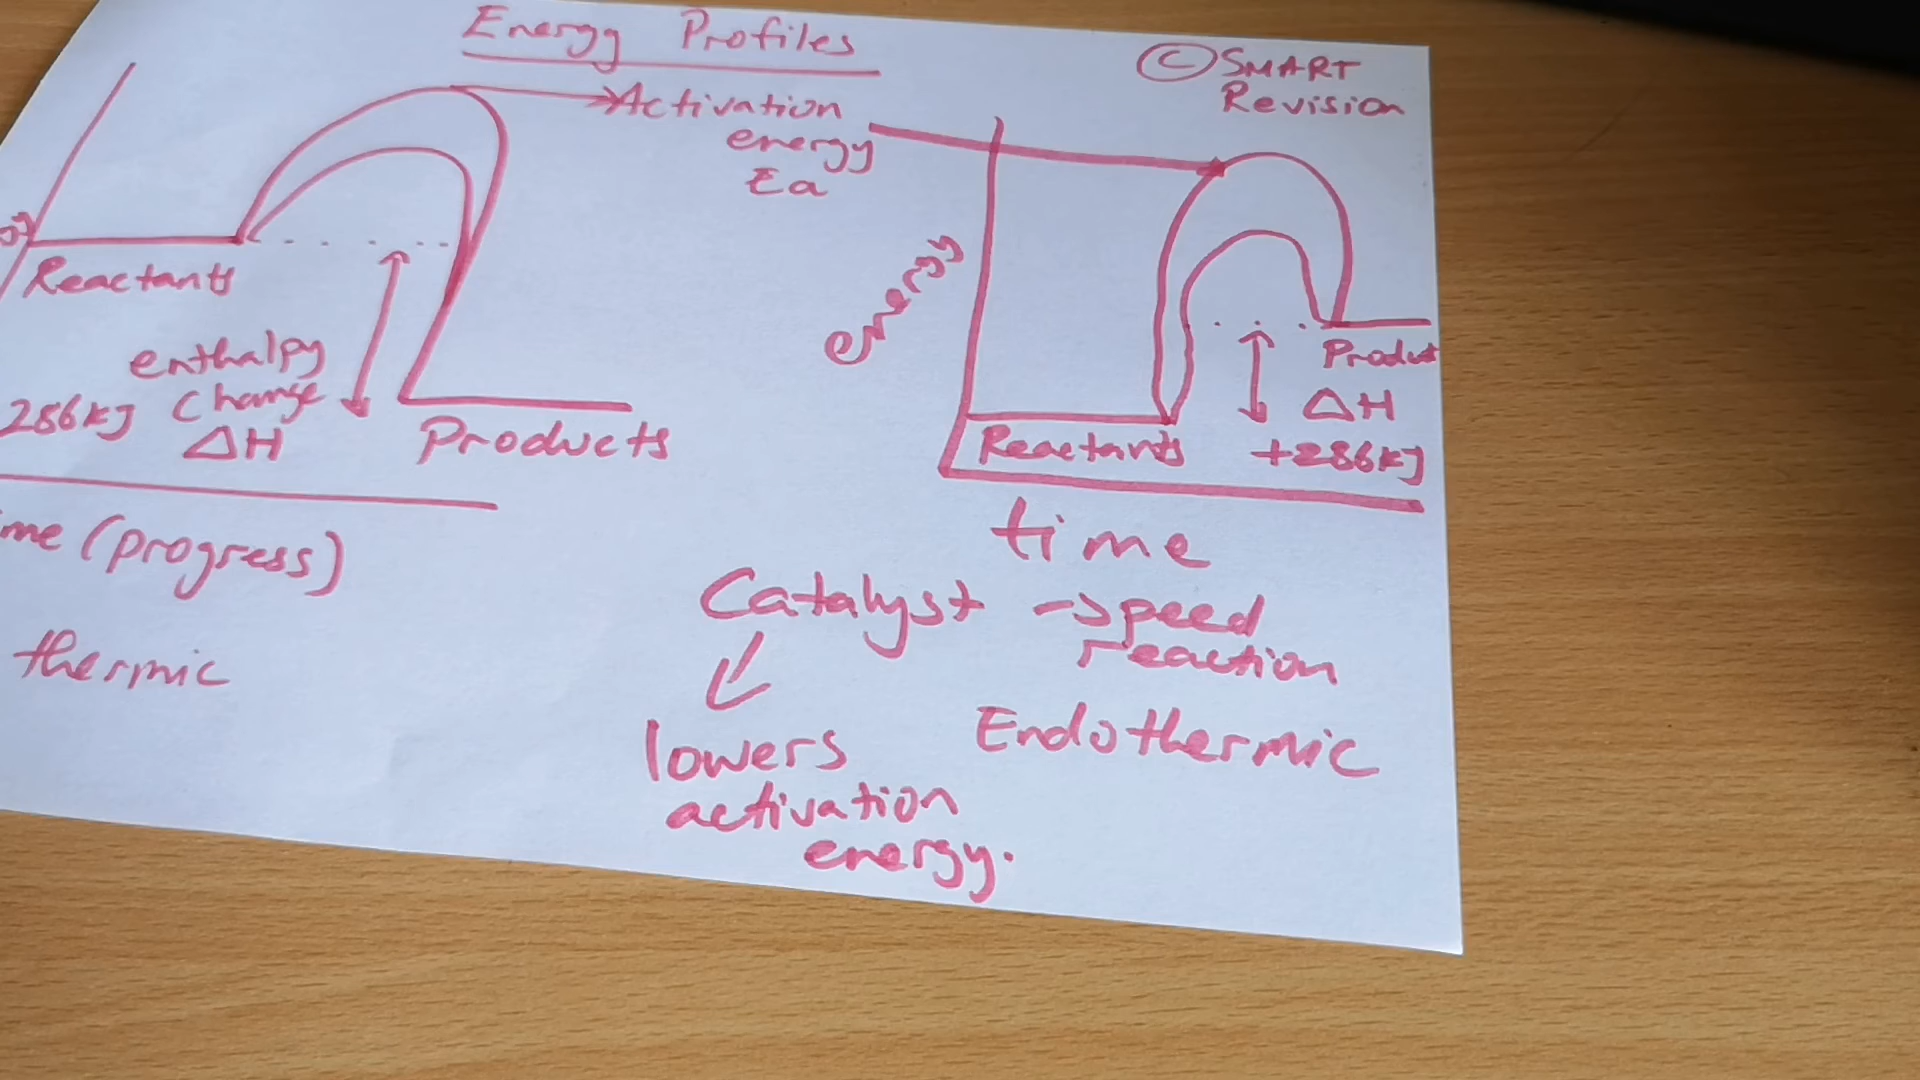 Energy Profiles
© SMART
Revision
Activation
energy
Ea
Reactants
enthalpy
change
286kJ
ΔH
Products
me (progress)
thermic
energy
Product
ΔH
Reactants
+286kJ
time
Catalyst → speed
reaction
lowers
activation
energy.
Endothermic